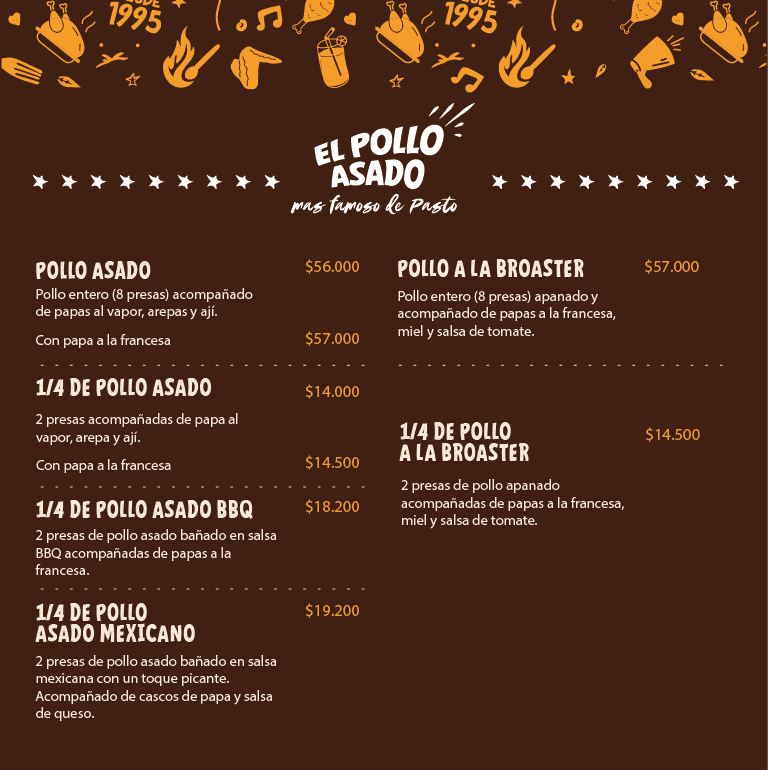 1995
1995
EL POLLO
ASADO
mas famoso de Pasto
POLLO ASADO
$56.000
Pollo entero (8 presas) acompañado
de papas al vapor, arepas y ají.
Con papa a la francesa
$57.000
1/4 DE POLLO ASADO
$14.000
2 presas acompañadas de papa al
vapor, arepa y ají.
Con papa a la francesa
$14.500
1/4 DE POLLO ASADO BBQ
$18.200
2 presas de pollo asado bañado en salsa
BBQ acompañadas de papas a la
francesa.
1/4 DE POLLO
ASADO MEXICANO
$19.200
2 presas de pollo asado bañado en salsa
mexicana con un toque picante.
Acompañado de cascos de papa y salsa
de queso.
POLLO A LA BROASTER
$57.000
Pollo entero (8 presas) apanado y
acompañado de papas a la francesa,
miel y salsa de tomate.
1/4 DE POLLO
A LA BROASTER
$14.500
2 presas de pollo apanado
acompañadas de papas a la francesa,
miel y salsa de tomate.